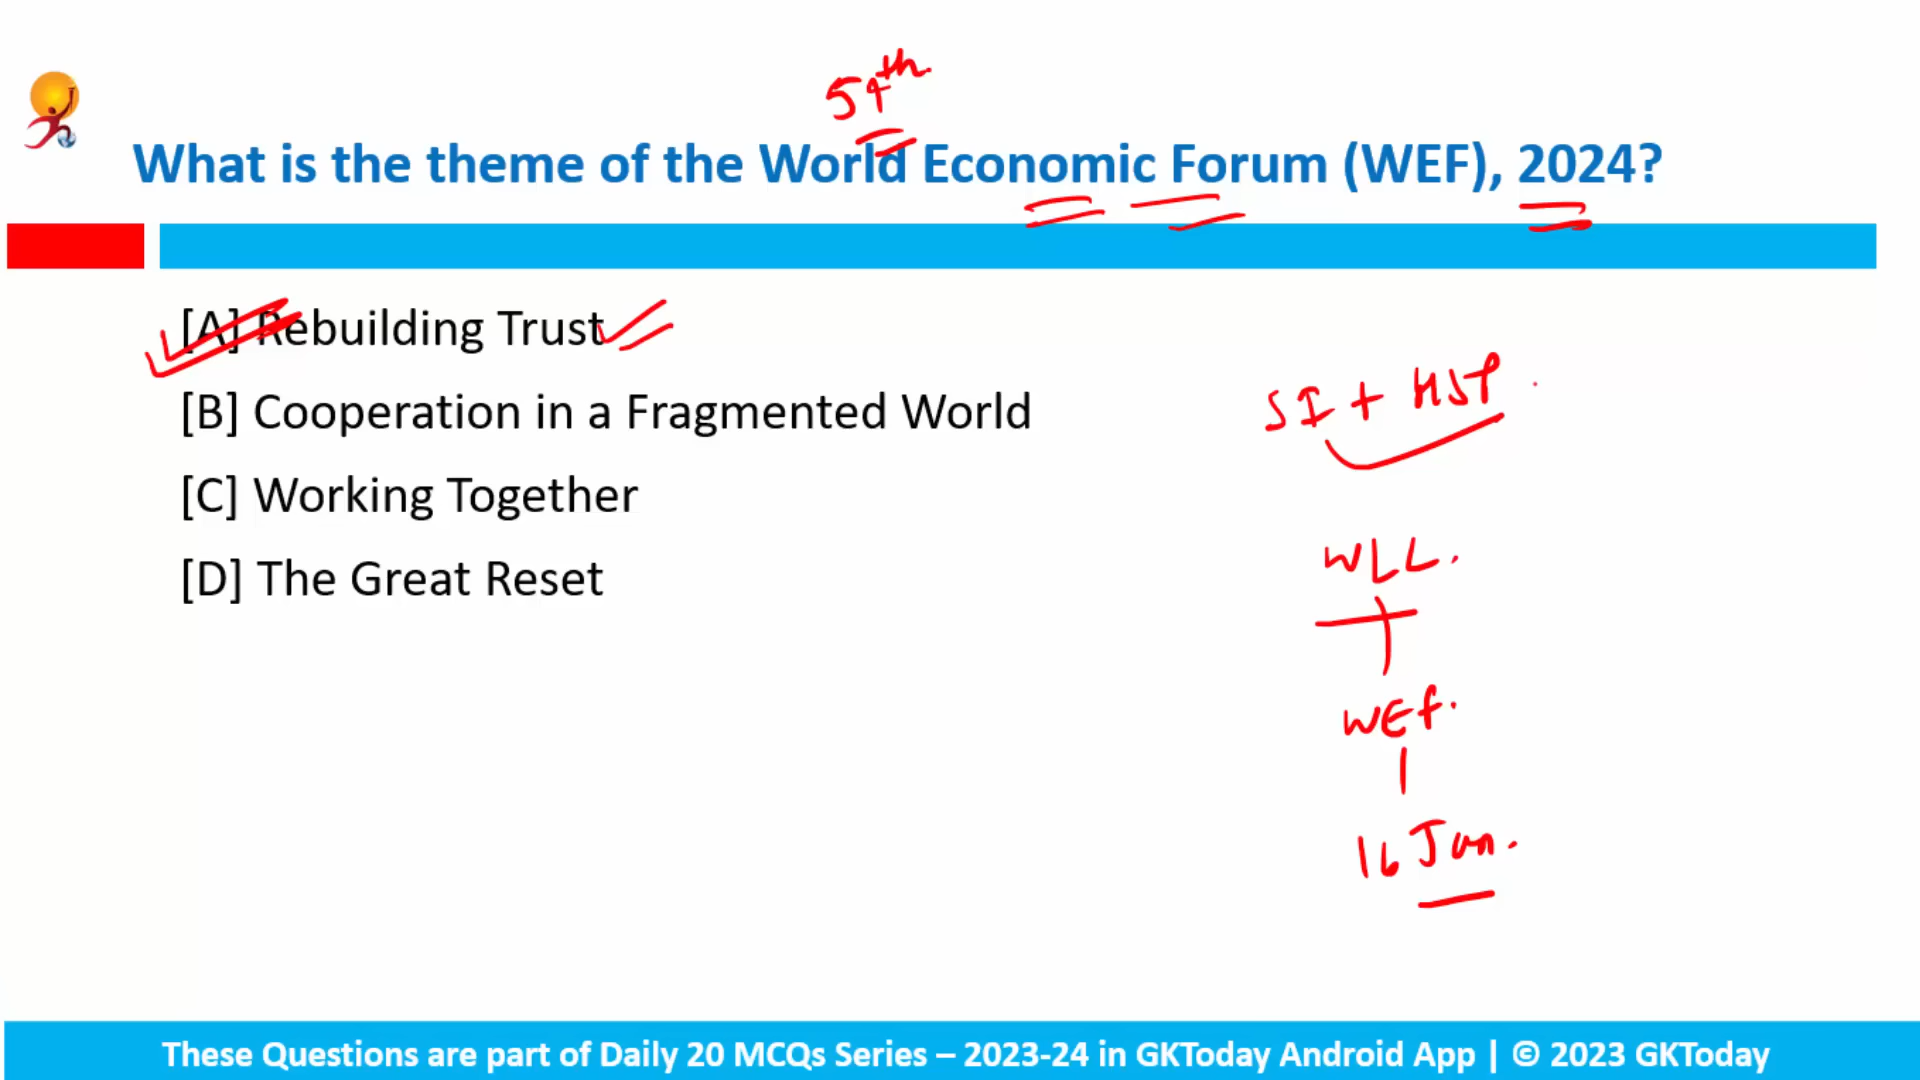 54th
What is the theme of the World Economic Forum (WEF), 2024?
[A] Rebuilding Trust
[B] Cooperation in a Fragmented World
[C] Working Together
[D] The Great Reset
SI + HSP.
WLL.
WEf.
16 Jan.
These Questions are part of Daily 20 MCQs Series – 2023-24 in GKToday Android App | © 2023 GKToday